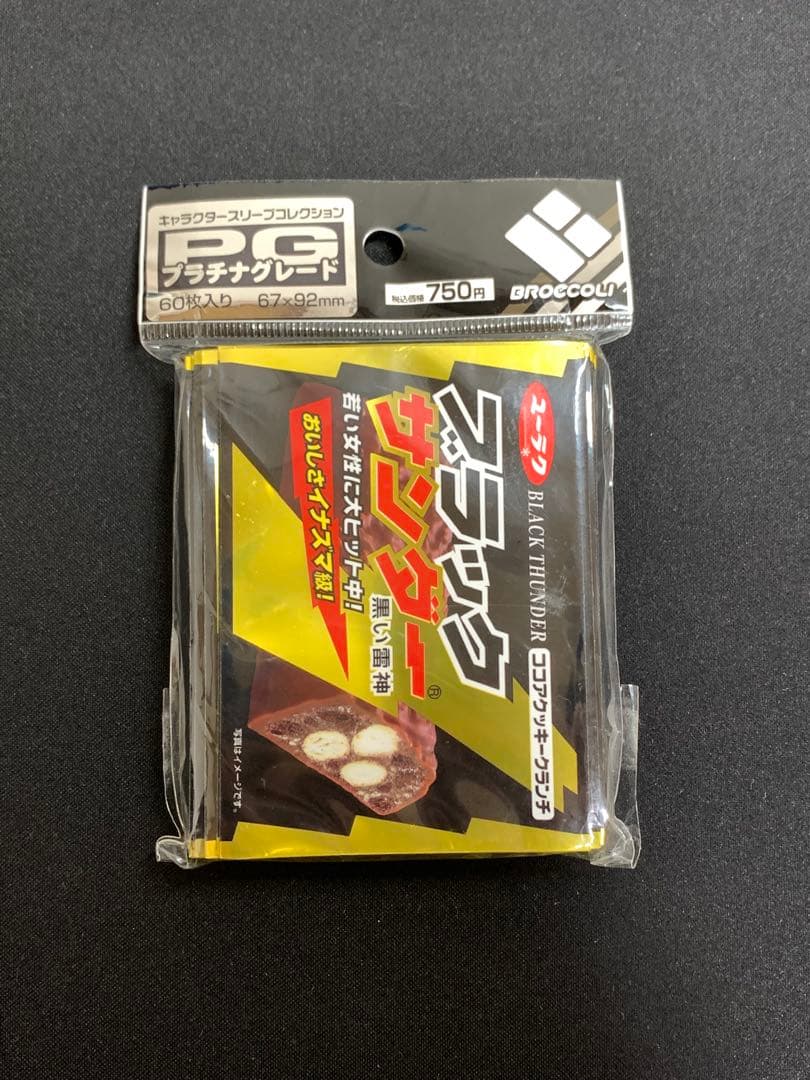 キャラクタースリーブコレクション
PG
プラチナグレード
60枚入り 67×92mm
税込価格 750円
BROCCOLI
ユーラク
BLACK THUNDER
ココアクッキークランチ
ブラック
サンダー®
黒い雷神
若い女性に大ヒット中!
おいしさイナズマ級!
写真はイメージです。